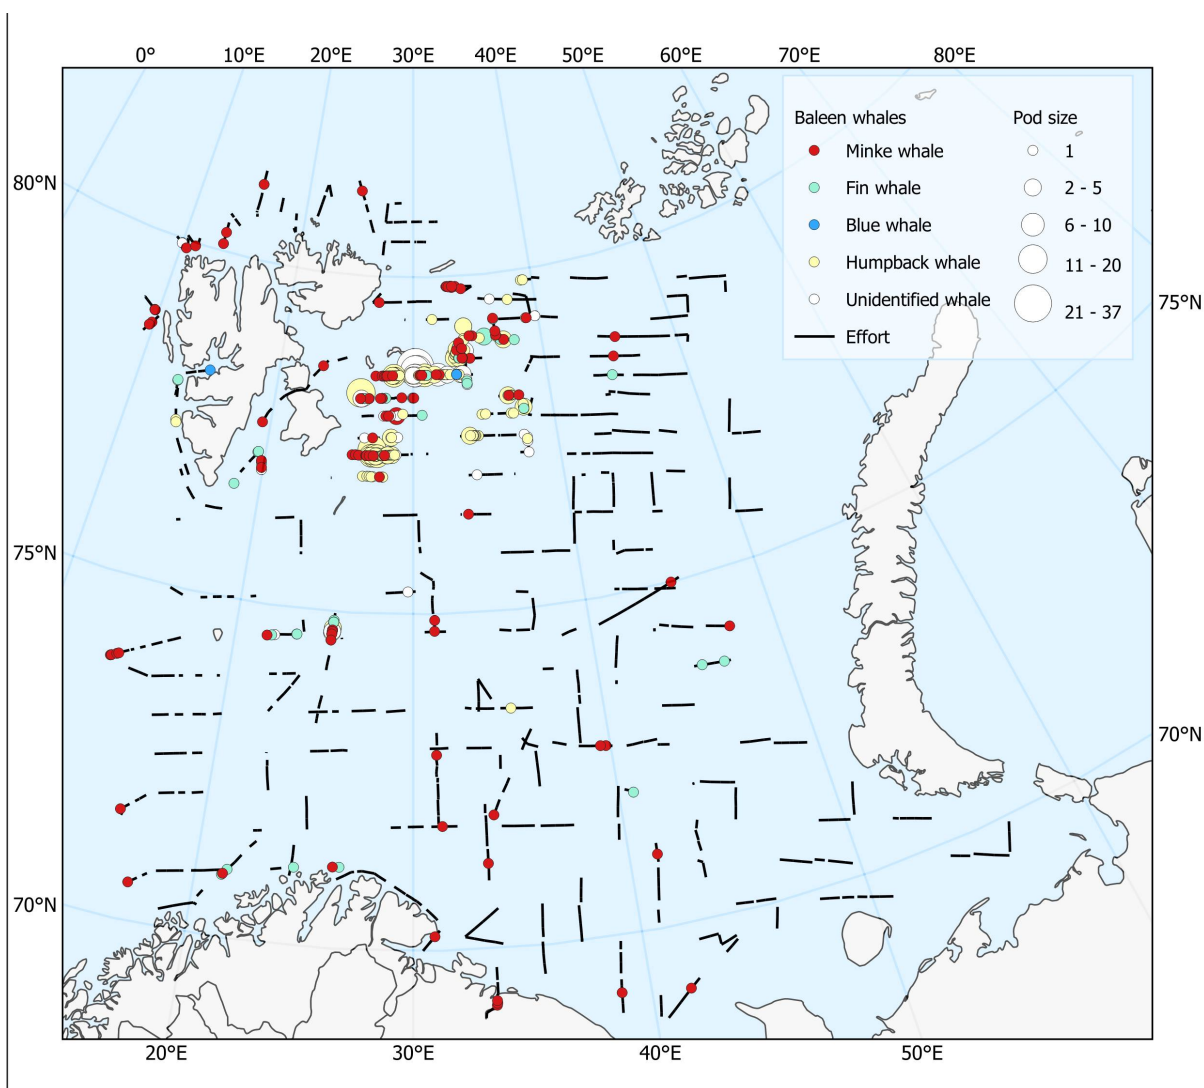 0° 10°E 20°E 30°E 40°E 50°E 60°E 70°E 80°E
80°N
75°N
75°N
70°N
70°N
Baleen whales
Minke whale
Fin whale
Blue whale
Humpback whale
Unidentified whale
Effort
Pod size
1
2 - 5
6 - 10
11 - 20
21 - 37
20°E 30°E 40°E 50°E